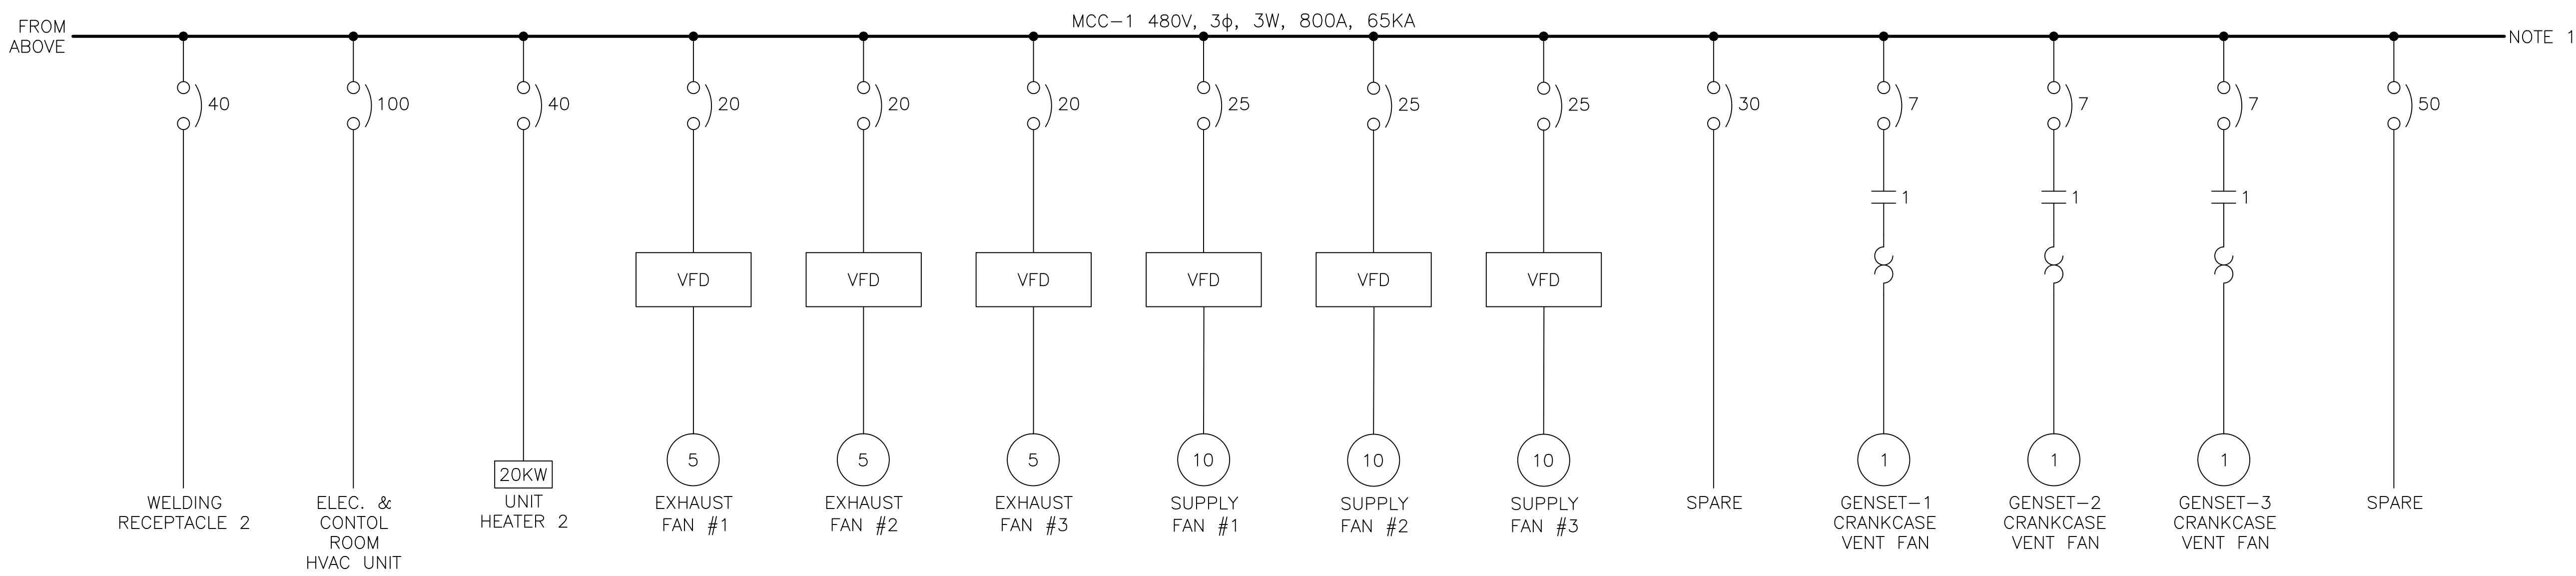 MCC-1 480V, 3ϕ, 3W, 800A, 65KA
FROM
ABOVE
NOTE 1
40
100
40
20
20
20
25
25
25
30
7
7
7
50
1
1
1
VFD
VFD
VFD
VFD
VFD
VFD
20KW
5
5
5
10
10
10
1
1
1
WELDING
RECEPTACLE 2
ELEC. &
CONTOL
ROOM
HVAC UNIT
UNIT
HEATER 2
EXHAUST
FAN #1
EXHAUST
FAN #2
EXHAUST
FAN #3
SUPPLY
FAN #1
SUPPLY
FAN #2
SUPPLY
FAN #3
SPARE
GENSET-1
CRANKCASE
VENT FAN
GENSET-2
CRANKCASE
VENT FAN
GENSET-3
CRANKCASE
VENT FAN
SPARE